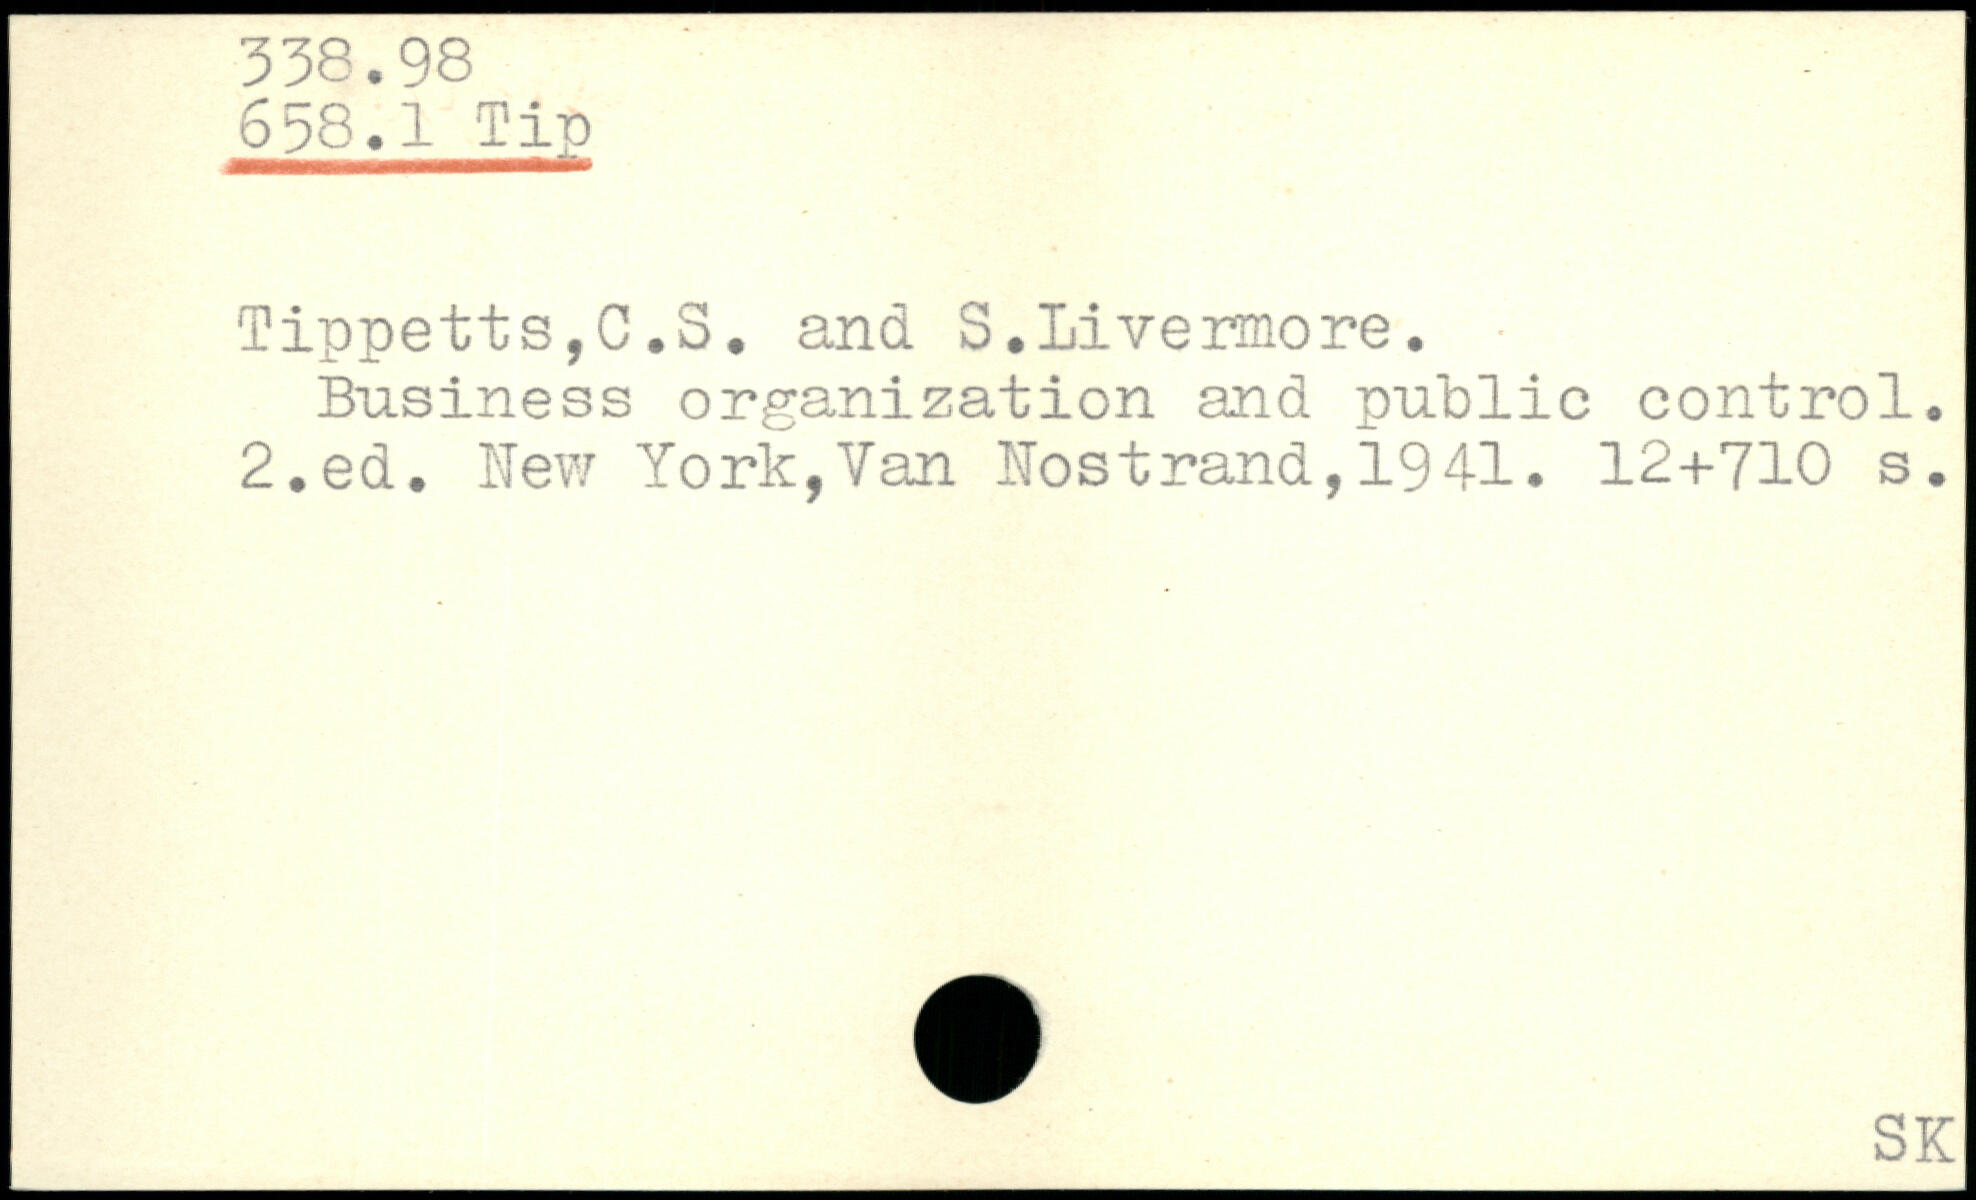 338.98
658.1 Tip
Tippetts,C.S. and S.Livermore.
Business organization and public control.
2.ed. New York,Van Nostrand,1941. 12+710 s.
SK